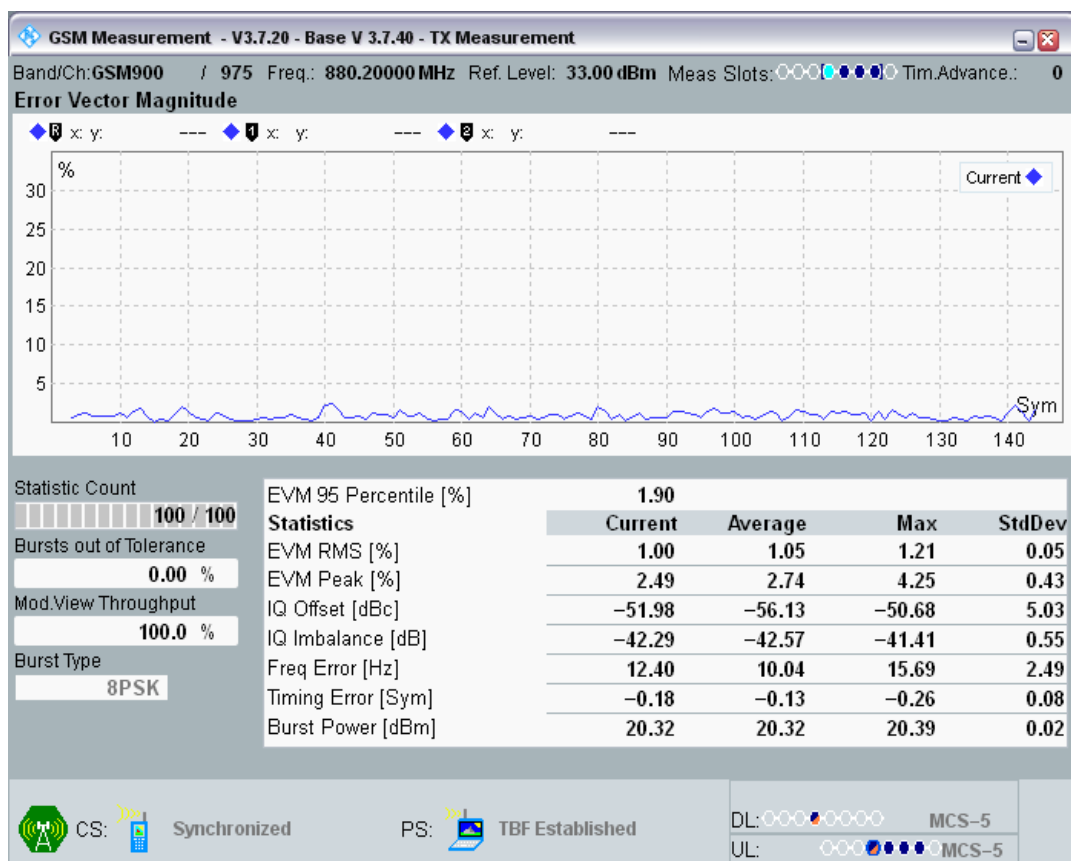 GSM Measurement - V3.7.20 - Base V 3.7.40 - TX Measurement
Band/Ch:GSM900 / 975 Freq.: 880.20000 MHz Ref. Level: 33.00 dBm Meas Slots: Tim.Advance.: 0
Error Vector Magnitude
R x: y: --- 1 x: y: --- 2 x: y: ---
%
Current
30
25
20
15
10
5
Sym
10 20 30 40 50 60 70 80 90 100 110 120 130 140
Statistic Count
100 / 100
Bursts out of Tolerance
0.00 %
Mod.View Throughput
100.0 %
Burst Type
8PSK
EVM 95 Percentile [%] 1.90
Statistics Current Average Max StdDev
EVM RMS [%] 1.00 1.05 1.21 0.05
EVM Peak [%] 2.49 2.74 4.25 0.43
IQ Offset [dBc] −51.98 −56.13 −50.68 5.03
IQ Imbalance [dB] −42.29 −42.57 −41.41 0.55
Freq Error [Hz] 12.40 10.04 15.69 2.49
Timing Error [Sym] −0.18 −0.13 −0.26 0.08
Burst Power [dBm] 20.32 20.32 20.39 0.02
CS: Synchronized PS: TBF Established
DL: MCS−5
UL: MCS−5